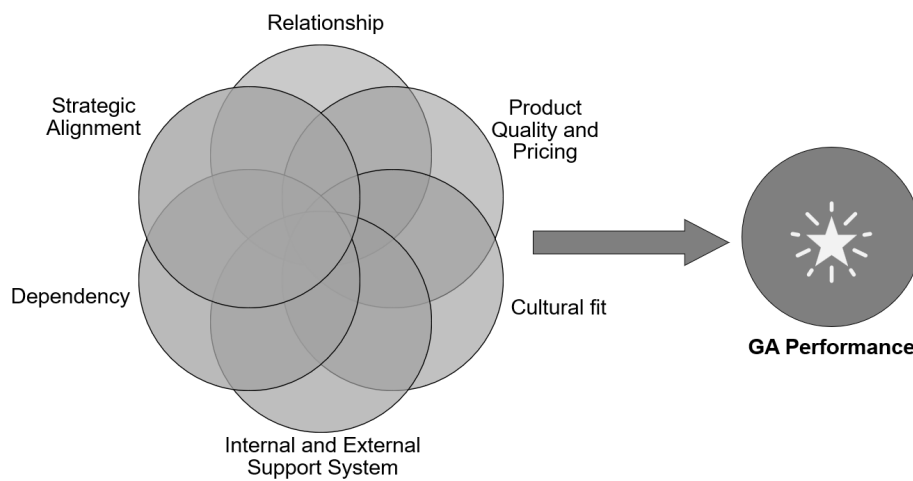 Relationship
Strategic
Alignment
Product
Quality and
Pricing
Dependency
Cultural fit
GA Performance
Internal and External
Support System